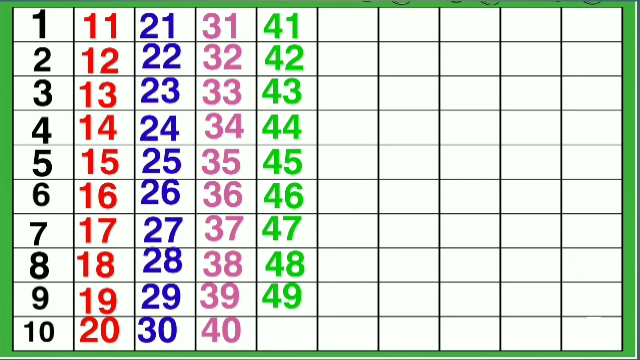 1 11 21 31 41
2 12 22 32 42
3 13 23 33 43
4 14 24 34 44
5 15 25 35 45
6 16 26 36 46
7 17 27 37 47
8 18 28 38 48
9 19 29 39 49
10 20 30 40